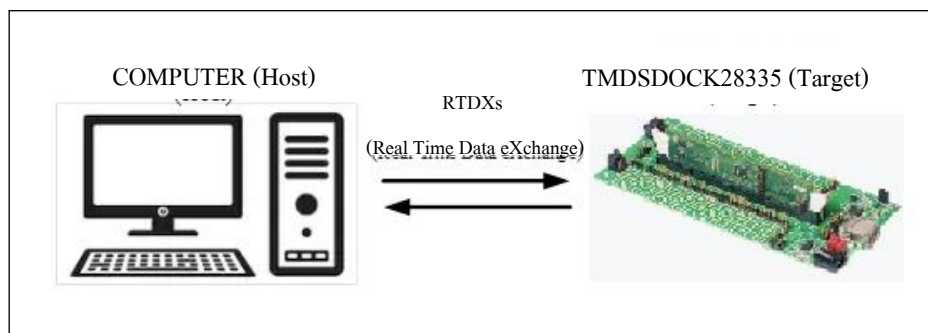 COMPUTER (Host)
TMDSDOCK28335 (Target)
RTDXs
(Real Time Data eXchange)